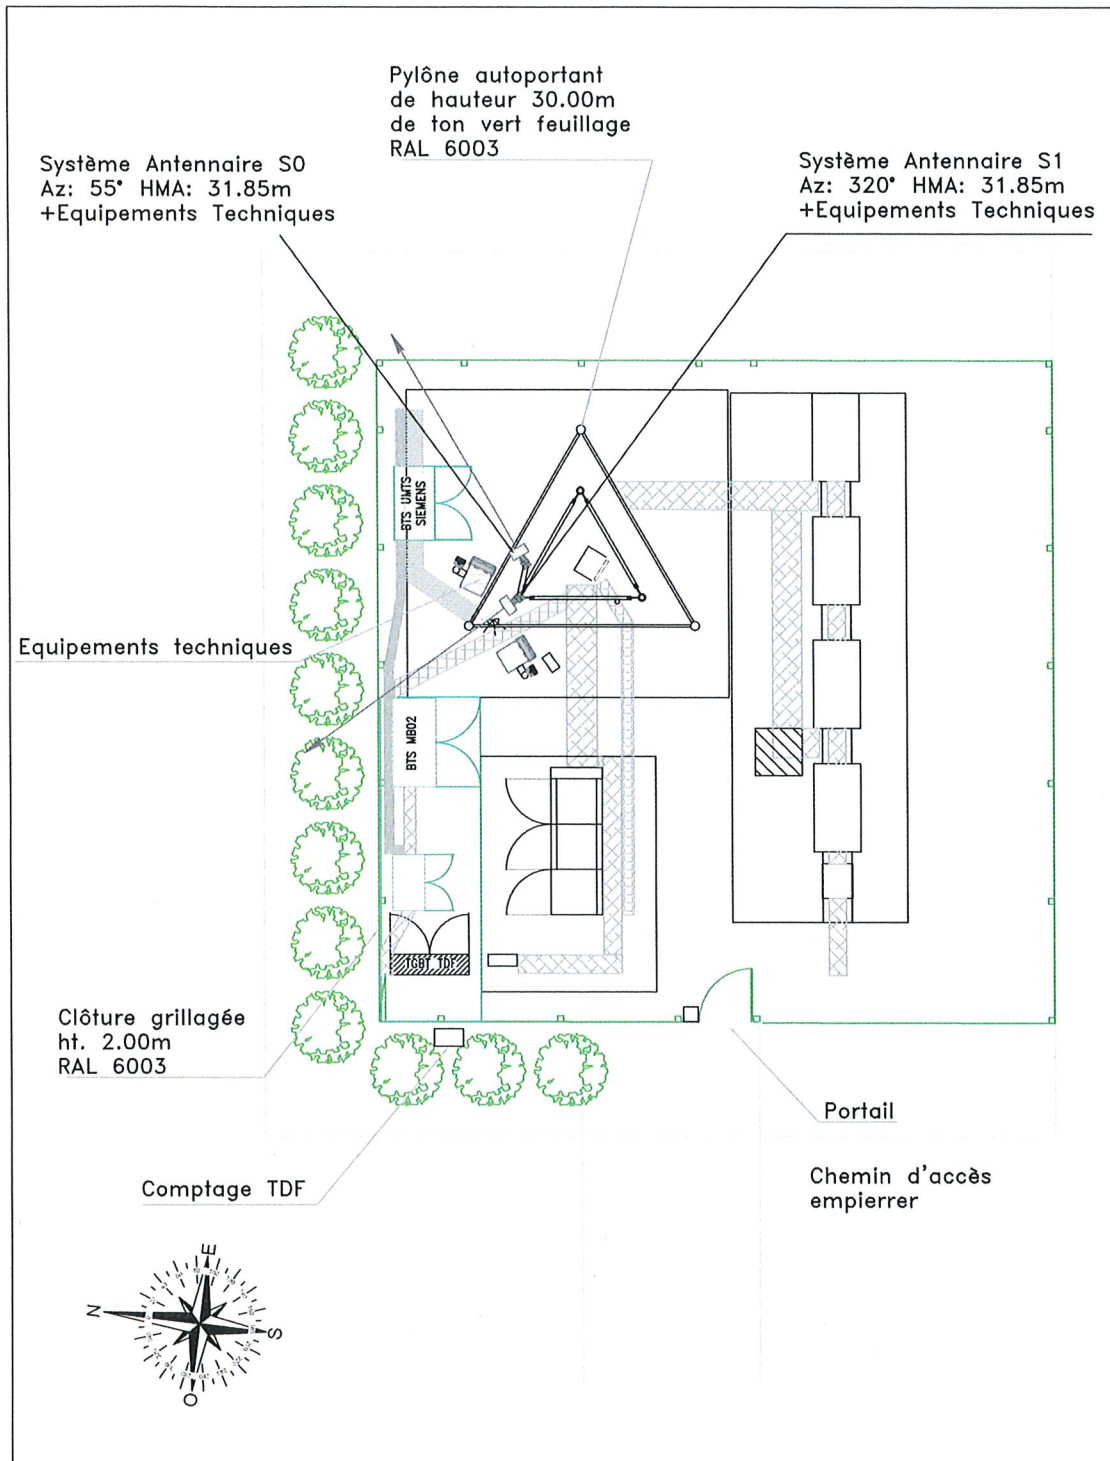 Pylône autoportant
de hauteur 30.00m
de ton vert feuillage
RAL 6003
Système Antennaire S0
Az: 55° HMA: 31.85m
+Equipements Techniques
Système Antennaire S1
Az: 320° HMA: 31.85m
+Equipements Techniques
BTS UMTS
SIEMENS
Equipements techniques
BTS MBO2
TGBT TDF
Clôture grillagée
ht. 2.00m
RAL 6003
Portail
Comptage TDF
Chemin d'accès
empierrer
E
N
S
O